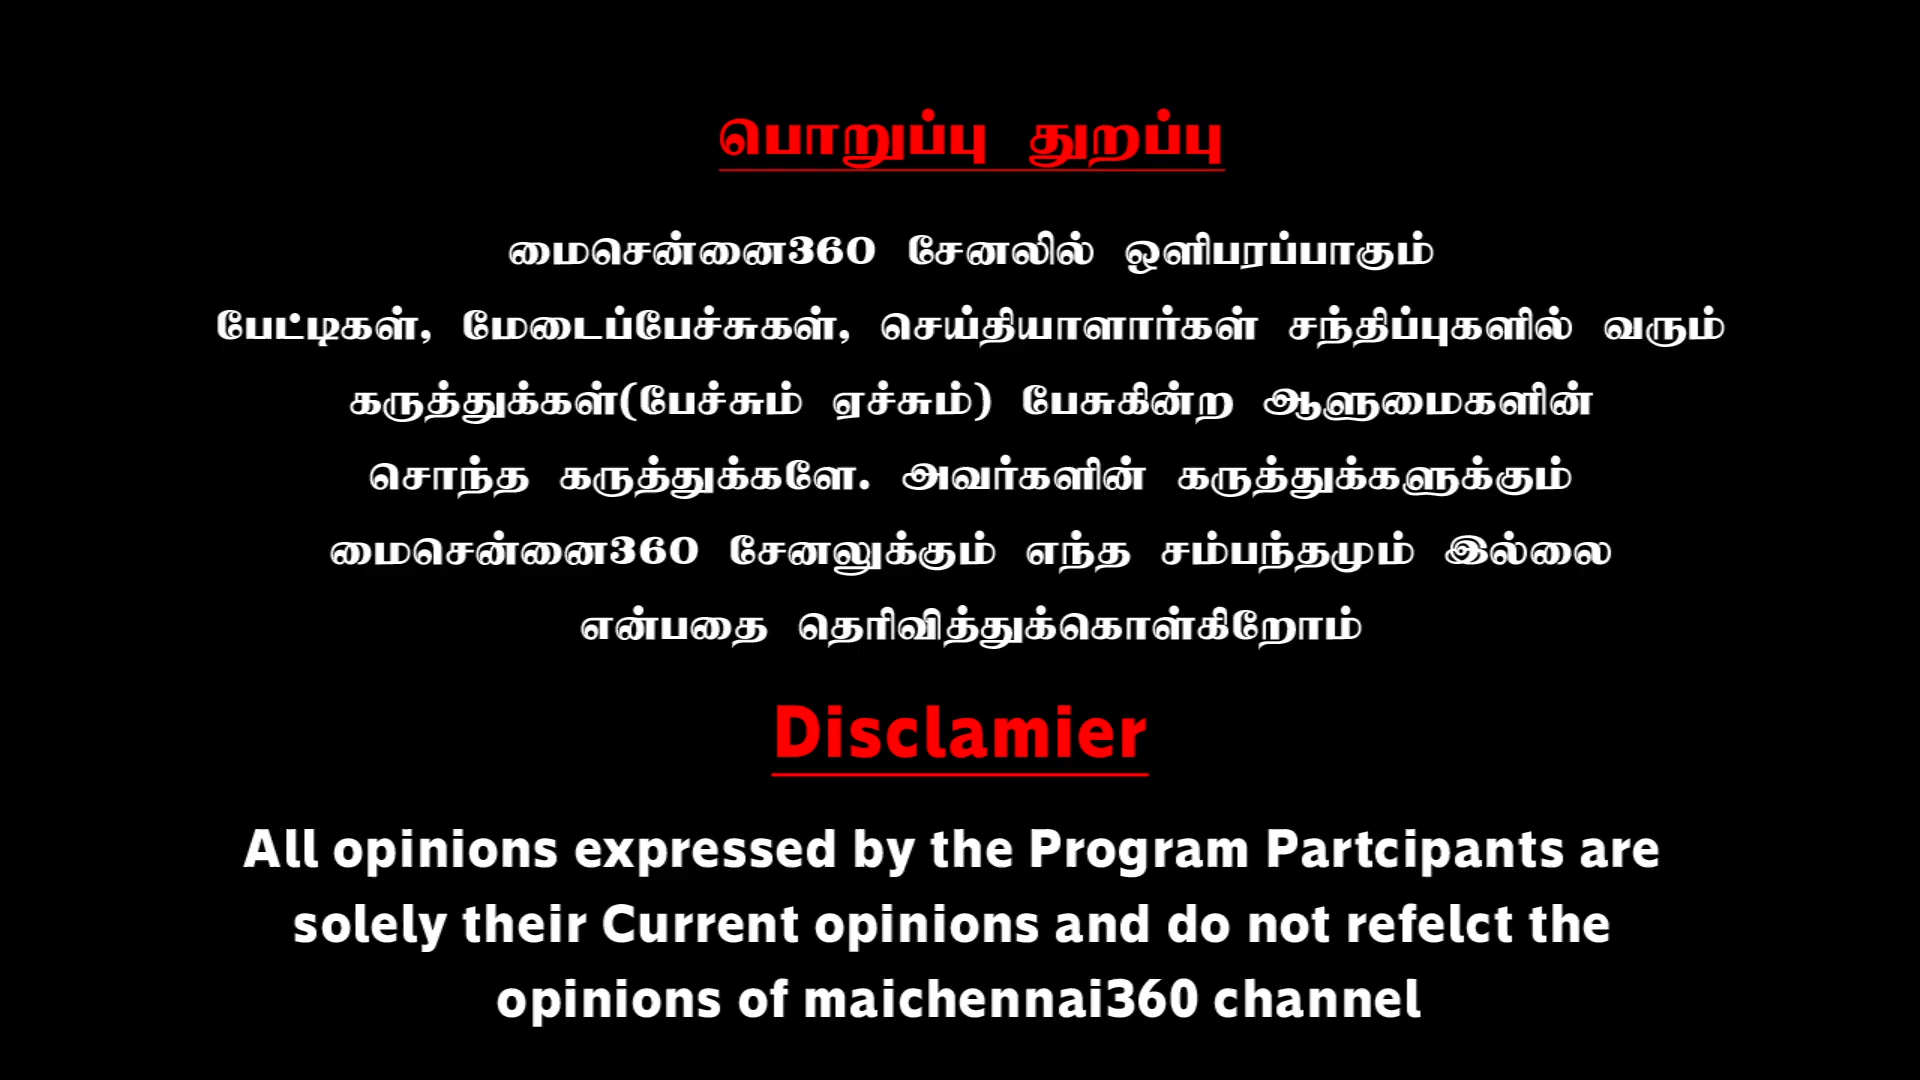 பொறுப்பு துறப்பு
மைசென்னை360 சேனலில் ஒளிபரப்பாகும்
பேட்டிகள், மேடைப்பேச்சுகள், செய்தியாளார்கள் சந்திப்புகளில் வரும்
கருத்துக்கள்(பேச்சும் ஏச்சும்) பேசுகின்ற ஆளுமைகளின்
சொந்த கருத்துக்களே. அவர்களின் கருத்துக்களுக்கும்
மைசென்னை360 சேனலுக்கும் எந்த சம்பந்தமும் இல்லை
என்பதை தெரிவித்துக்கொள்கிறோம்
Disclamier
All opinions expressed by the Program Partcipants are
solely their Current opinions and do not refelct the
opinions of maichennai360 channel